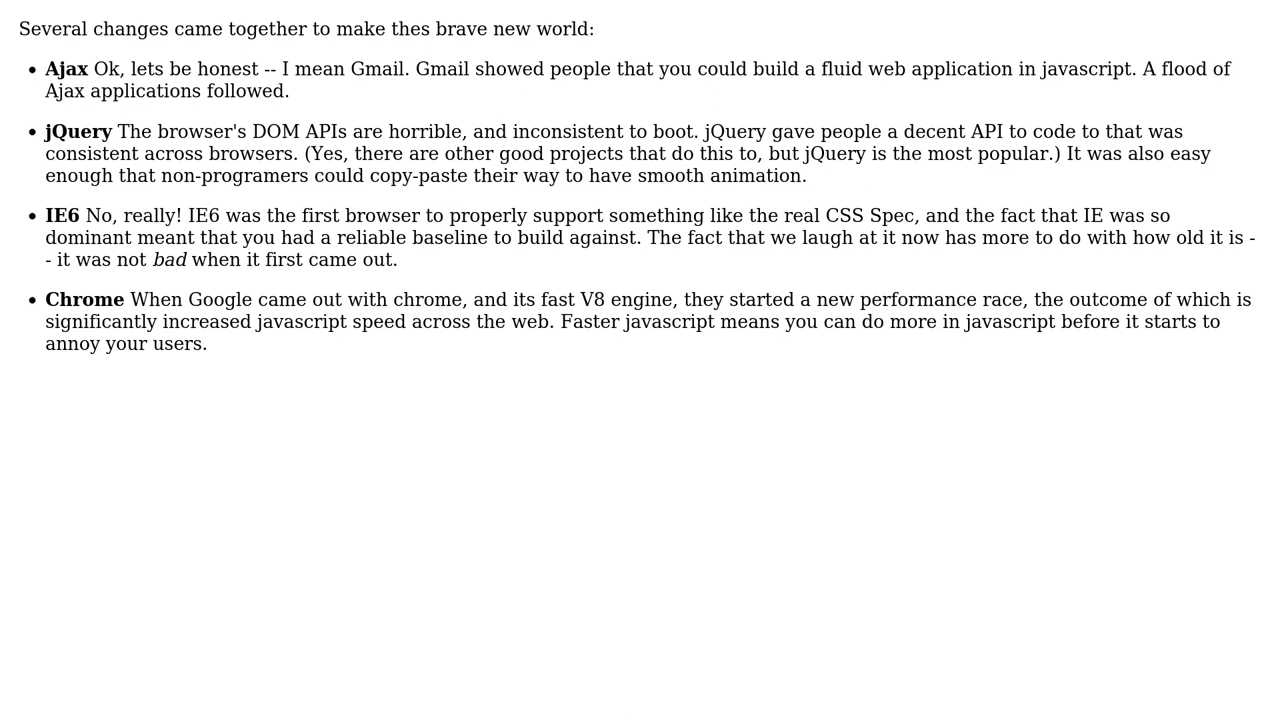 Several changes came together to make thes brave new world:
• Ajax Ok, lets be honest -- I mean Gmail. Gmail showed people that you could build a fluid web application in javascript. A flood of
Ajax applications followed.
• jQuery The browser's DOM APIs are horrible, and inconsistent to boot. jQuery gave people a decent API to code to that was
consistent across browsers. (Yes, there are other good projects that do this to, but jQuery is the most popular.) It was also easy
enough that non-programers could copy-paste their way to have smooth animation.
• IE6 No, really! IE6 was the first browser to properly support something like the real CSS Spec, and the fact that IE was so
dominant meant that you had a reliable baseline to build against. The fact that we laugh at it now has more to do with how old it is -
- it was not bad when it first came out.
• Chrome When Google came out with chrome, and its fast V8 engine, they started a new performance race, the outcome of which is
significantly increased javascript speed across the web. Faster javascript means you can do more in javascript before it starts to
annoy your users.